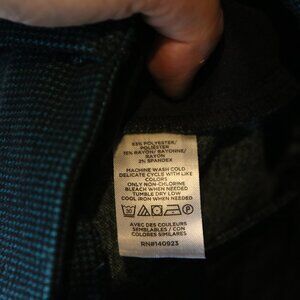 83% POLYESTER/
POLYESTER
15% RAYON/ RAYONNE/
RAYON
2% SPANDEX
MACHINE WASH COLD
DELICATE CYCLE WITH LIKE
COLORS
ONLY NON-CHLORINE
BLEACH WHEN NEEDED
TUMBLE DRY LOW
COOL IRON WHEN NEEDED
AVEC DES COULEURS
SEMBLABLES / CON
COLORES SIMILARES
RN#140923